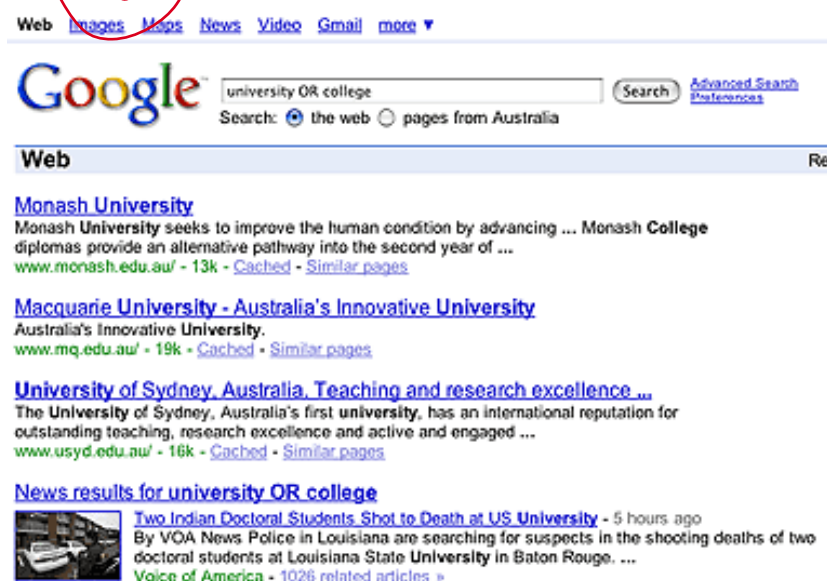 Web Images Maps News Video Gmail more ▼
Google university OR college Search Advanced Search
Preferences
Search: the web pages from Australia
Web Re
Monash University
Monash University seeks to improve the human condition by advancing ... Monash College
diplomas provide an alternative pathway into the second year of ...
www.monash.edu.au/ - 13k - Cached - Similar pages
Macquarie University - Australia's Innovative University
Australia's Innovative University.
www.mq.edu.au/ - 19k - Cached - Similar pages
University of Sydney, Australia, Teaching and research excellence ...
The University of Sydney, Australia's first university, has an international reputation for
outstanding teaching, research excellence and active and engaged ...
www.usyd.edu.au/ - 16k - Cached - Similar pages
News results for university OR college
Two Indian Doctoral Students Shot to Death at US University - 5 hours ago
By VOA News Police in Louisiana are searching for suspects in the shooting deaths of two
doctoral students at Louisiana State University in Baton Rouge. ...
Voice of America - 1026 related articles »